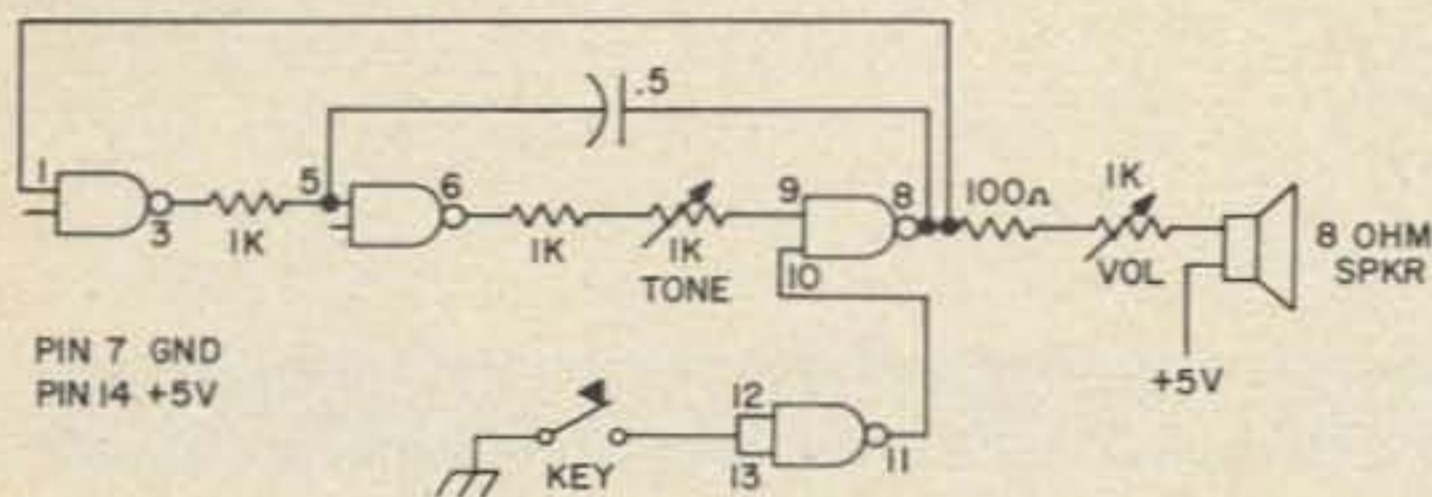 .5
1
3
1K
5
6
1K
1K
TONE
9
8
10
100Ω
1K
VOL
8 OHM
SPKR
+5V
PIN 7 GND
PIN 14 +5V
KEY
12
13
11